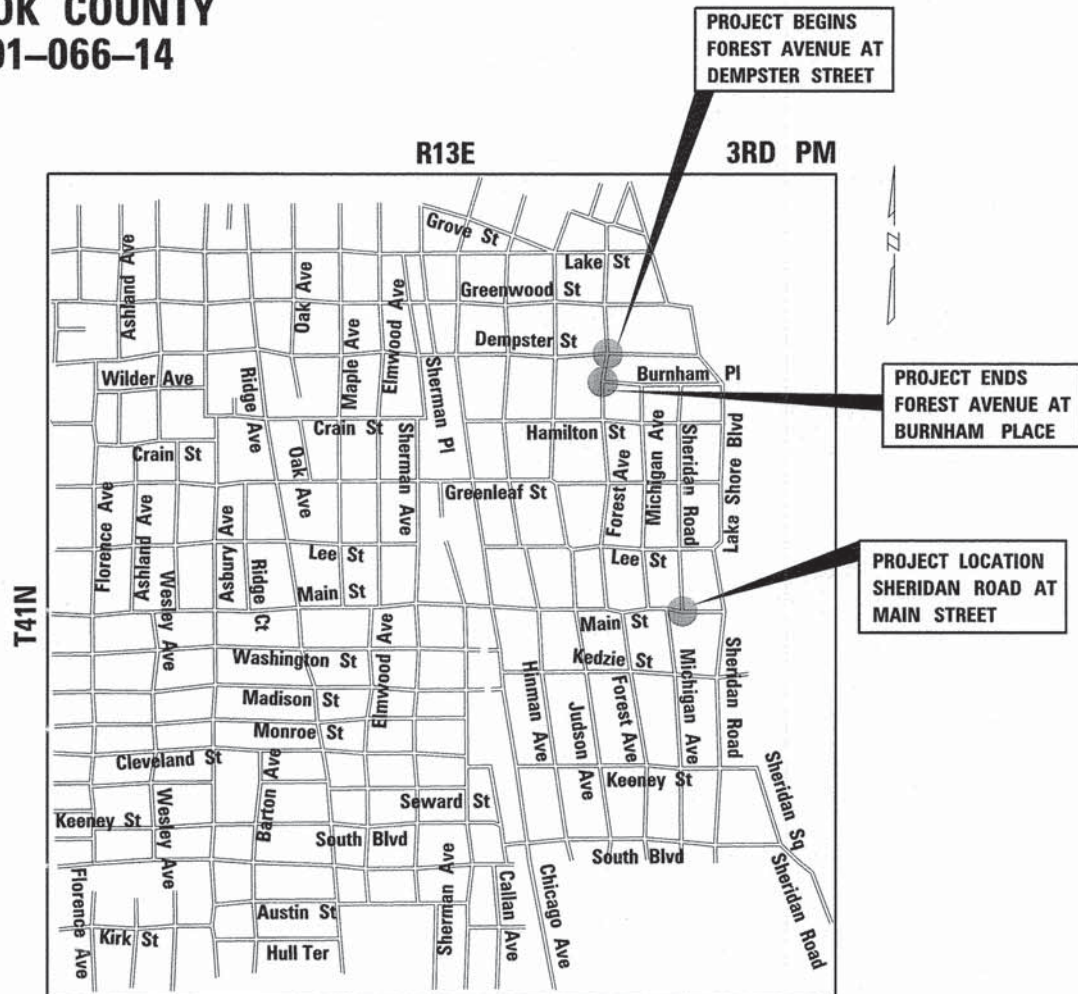 OK COUNTY
91–066–14
PROJECT BEGINS
FOREST AVENUE AT
DEMPSTER STREET
R13E
3RD PM
N
T41N
Grove St
Lake St
Greenwood St
Dempster St
Burnham Pl
PROJECT ENDS
FOREST AVENUE AT
BURNHAM PLACE
Ashland Ave
Oak Ave
Maple Ave
Elmwood Ave
Sherman Pl
Wilder Ave
Ridge Ave
Crain St
Hamilton St
Crain St
Oak Ave
Sherman Ave
Forest Ave
Michigan Ave
Sheridan Road
Lake Shore Blvd
Greenleaf St
Florence Ave
Ashland Ave
Wesley Ave
Asbury Ave
Ridge Ct
Lee St
Lee St
Main St
PROJECT LOCATION
SHERIDAN ROAD AT
MAIN STREET
Main St
Kedzie St
Washington St
Madison St
Monroe St
Elmwood Ave
Hinman Ave
Judson Ave
Forest Ave
Michigan Ave
Sheridan Road
Cleveland St
Barton Ave
Keeney St
Sheridan Sq
Seward St
Keeney St
Wesley Ave
South Blvd
South Blvd
Sheridan Road
Florence Ave
Sherman Ave
Callan Ave
Chicago Ave
Austin St
Kirk St
Hull Ter